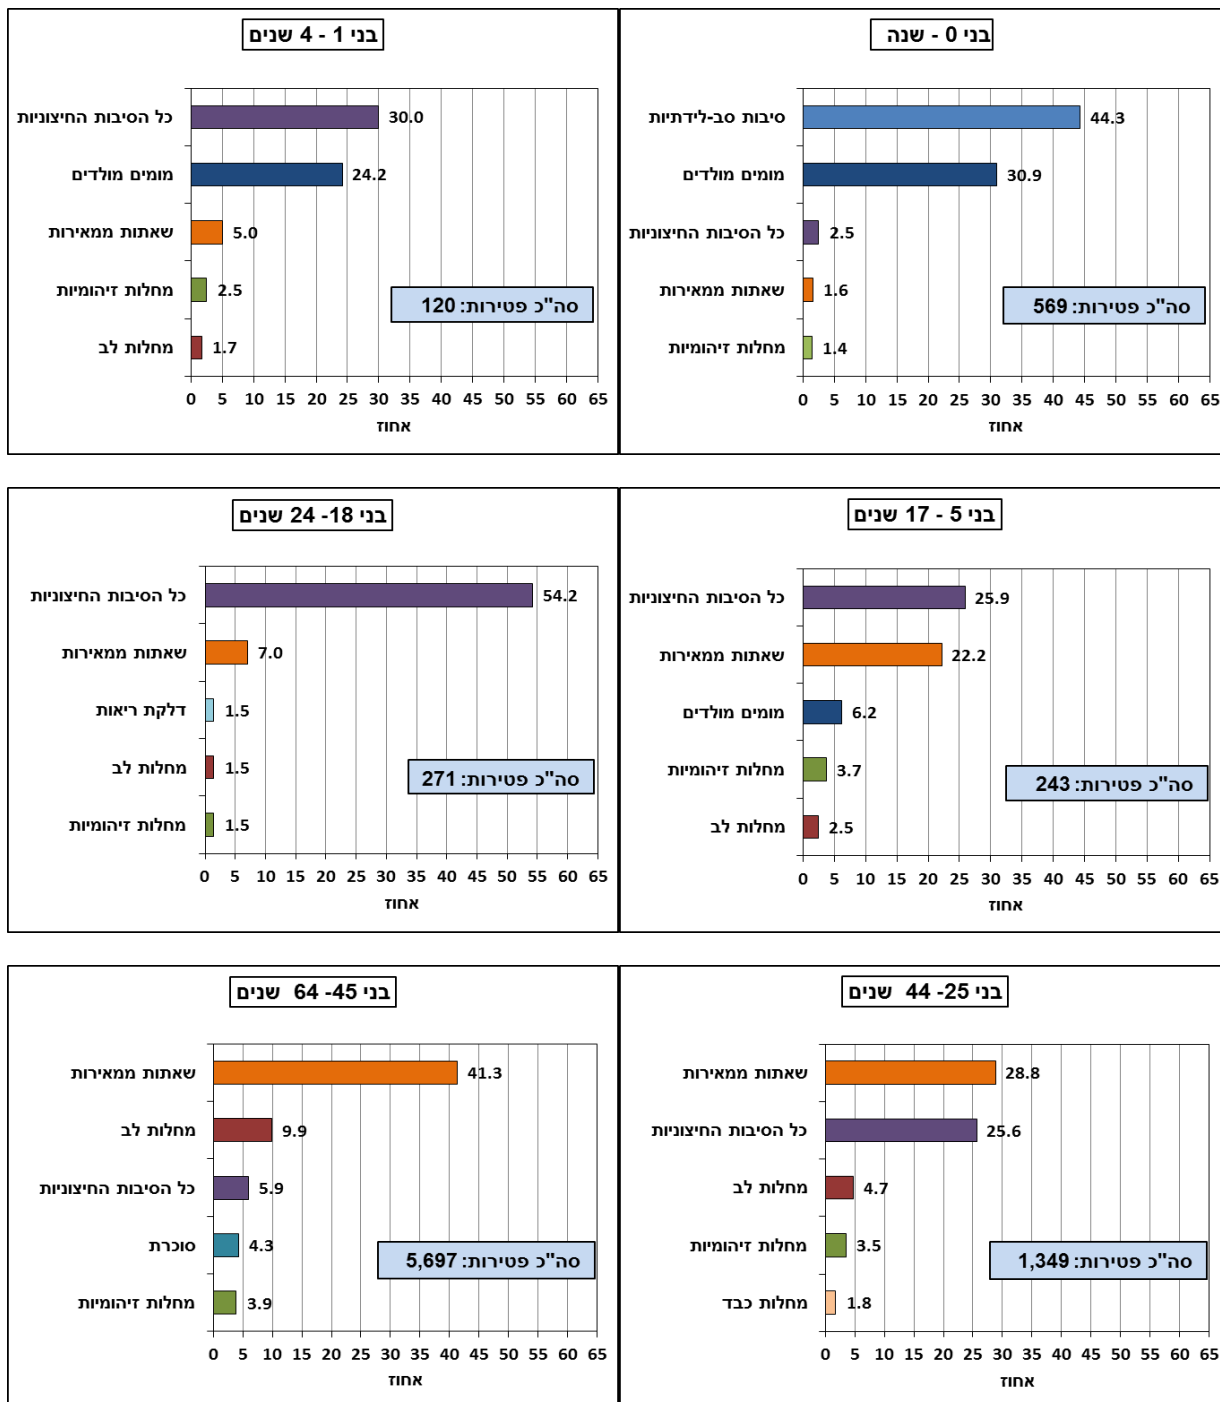 בני 0 - שנה
סיבות סב-לידתיות 44.3
מומים מולדים 30.9
כל הסיבות החיצוניות 2.5
שאתות ממאירות 1.6
מחלות זיהומיות 1.4
סה"כ פטירות: 569
0 5 10 15 20 25 30 35 40 45 50 55 60 65
אחוז
בני 1 - 4 שנים
כל הסיבות החיצוניות 30.0
מומים מולדים 24.2
שאתות ממאירות 5.0
מחלות זיהומיות 2.5
מחלות לב 1.7
סה"כ פטירות: 120
0 5 10 15 20 25 30 35 40 45 50 55 60 65
אחוז
בני 5 - 17 שנים
כל הסיבות החיצוניות 25.9
שאתות ממאירות 22.2
מומים מולדים 6.2
מחלות זיהומיות 3.7
מחלות לב 2.5
סה"כ פטירות: 243
0 5 10 15 20 25 30 35 40 45 50 55 60 65
אחוז
בני 18- 24 שנים
כל הסיבות החיצוניות 54.2
שאתות ממאירות 7.0
דלקת ריאות 1.5
מחלות לב 1.5
מחלות זיהומיות 1.5
סה"כ פטירות: 271
0 5 10 15 20 25 30 35 40 45 50 55 60 65
אחוז
בני 25- 44 שנים
שאתות ממאירות 28.8
כל הסיבות החיצוניות 25.6
מחלות לב 4.7
מחלות זיהומיות 3.5
מחלות כבד 1.8
סה"כ פטירות: 1,349
0 5 10 15 20 25 30 35 40 45 50 55 60 65
אחוז
בני 45- 64 שנים
שאתות ממאירות 41.3
מחלות לב 9.9
כל הסיבות החיצוניות 5.9
סוכרת 4.3
מחלות זיהומיות 3.9
סה"כ פטירות: 5,697
0 5 10 15 20 25 30 35 40 45 50 55 60 65
אחוז